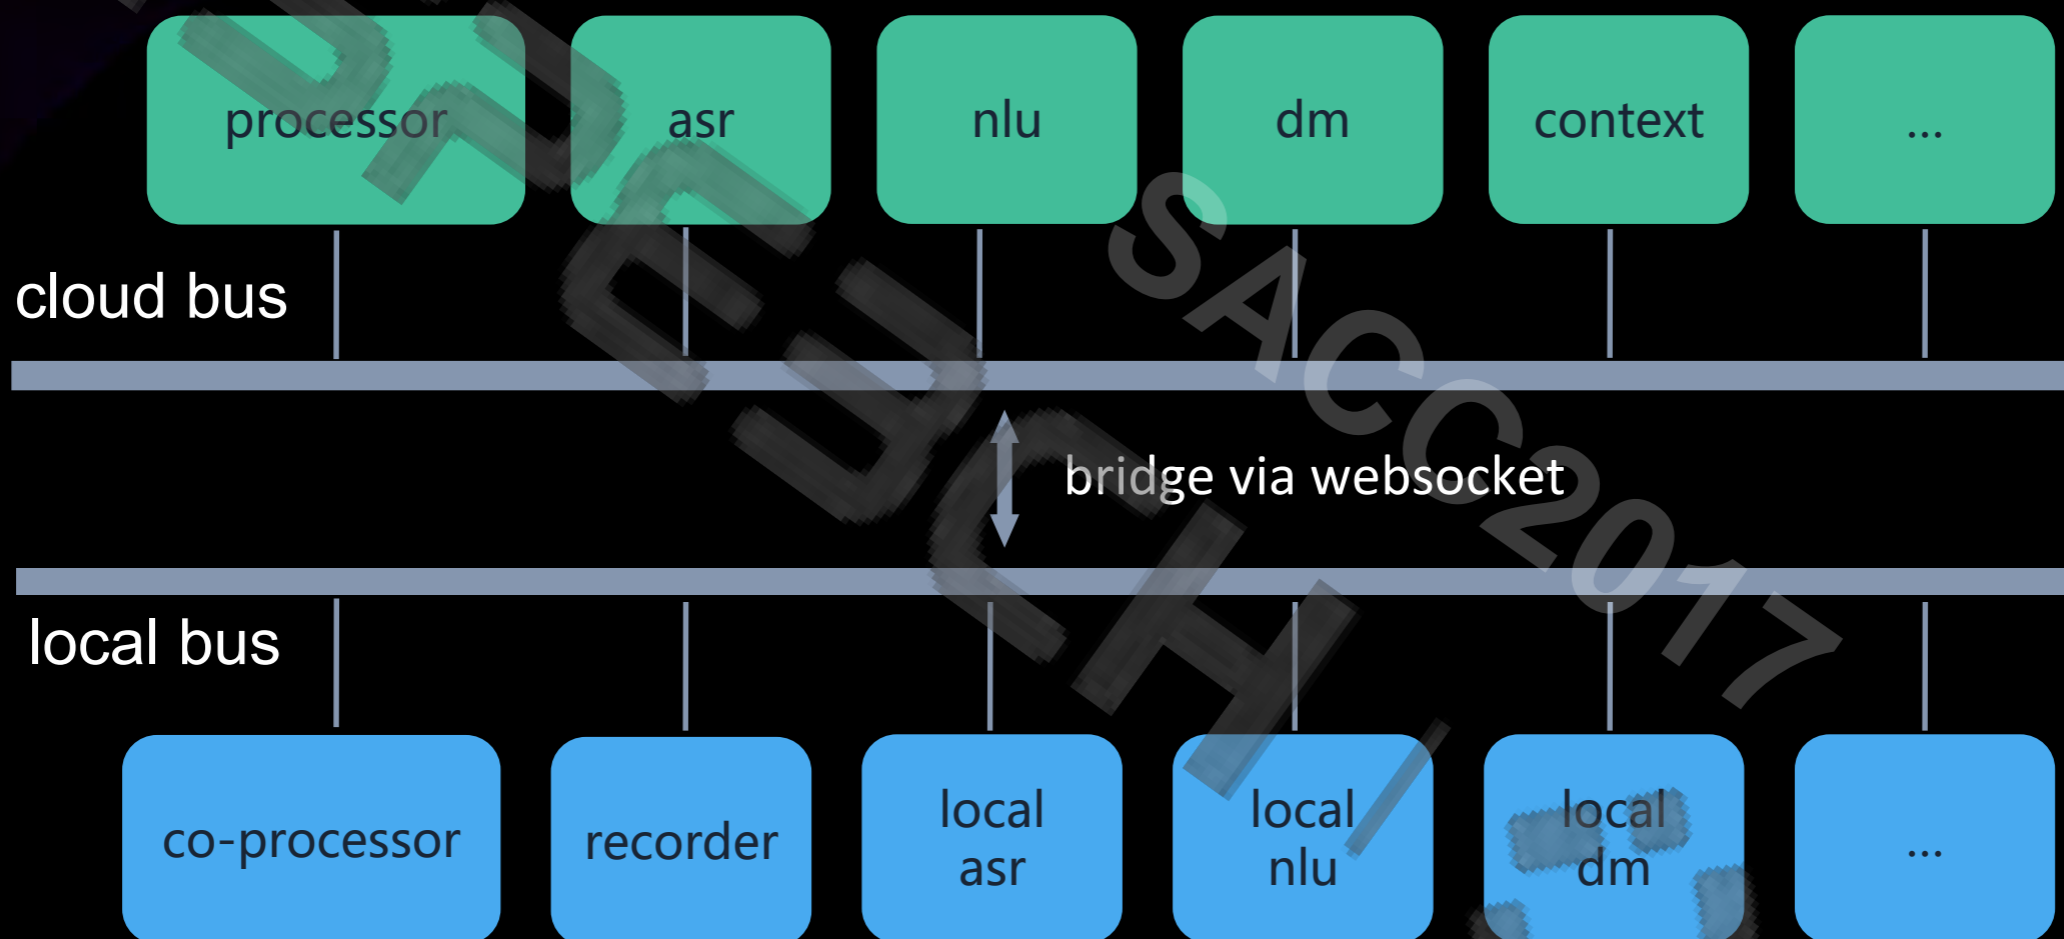 processor
asr
nlu
dm
context
...
cloud bus
SACC2017
bridge via websocket
local bus
co-processor
recorder
local
asr
local
nlu
local
dm
...